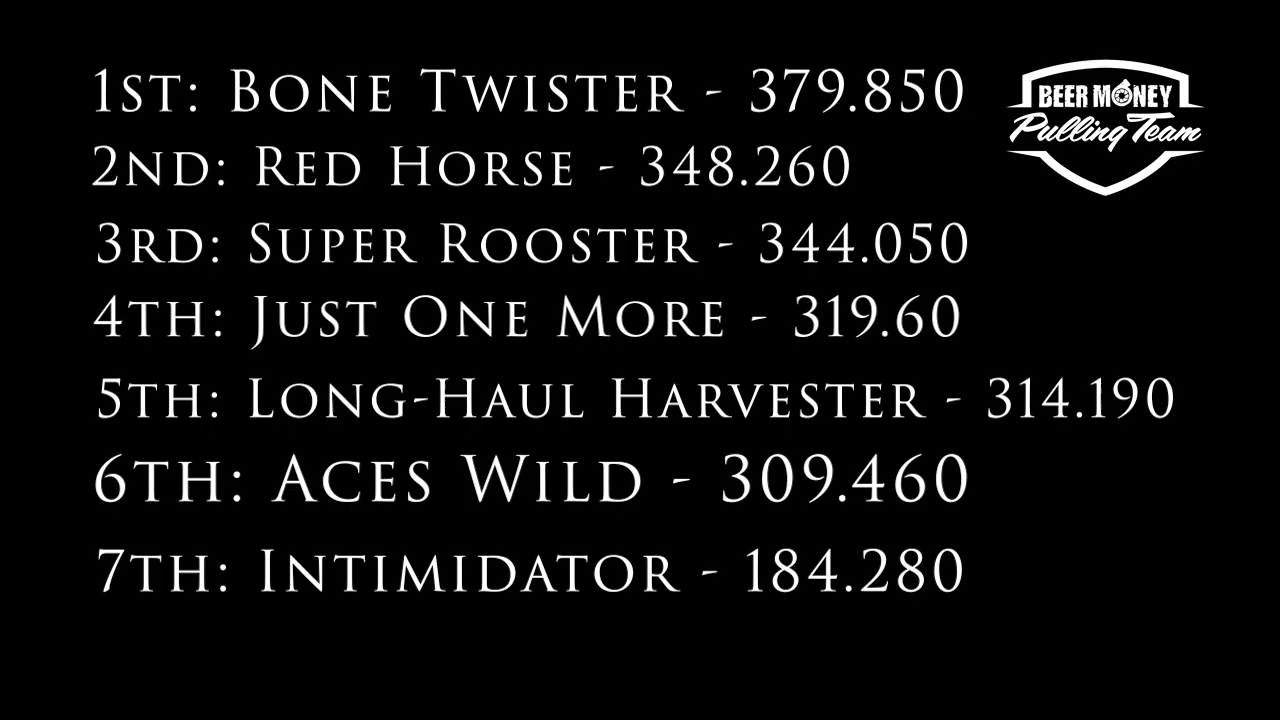 1ST: BONE TWISTER - 379.850
2ND: RED HORSE - 348.260
3RD: SUPER ROOSTER - 344.050
4TH: JUST ONE MORE - 319.60
5TH: LONG-HAUL HARVESTER - 314.190
6TH: ACES WILD - 309.460
7TH: INTIMIDATOR - 184.280
BEER MONEY
Pulling Team